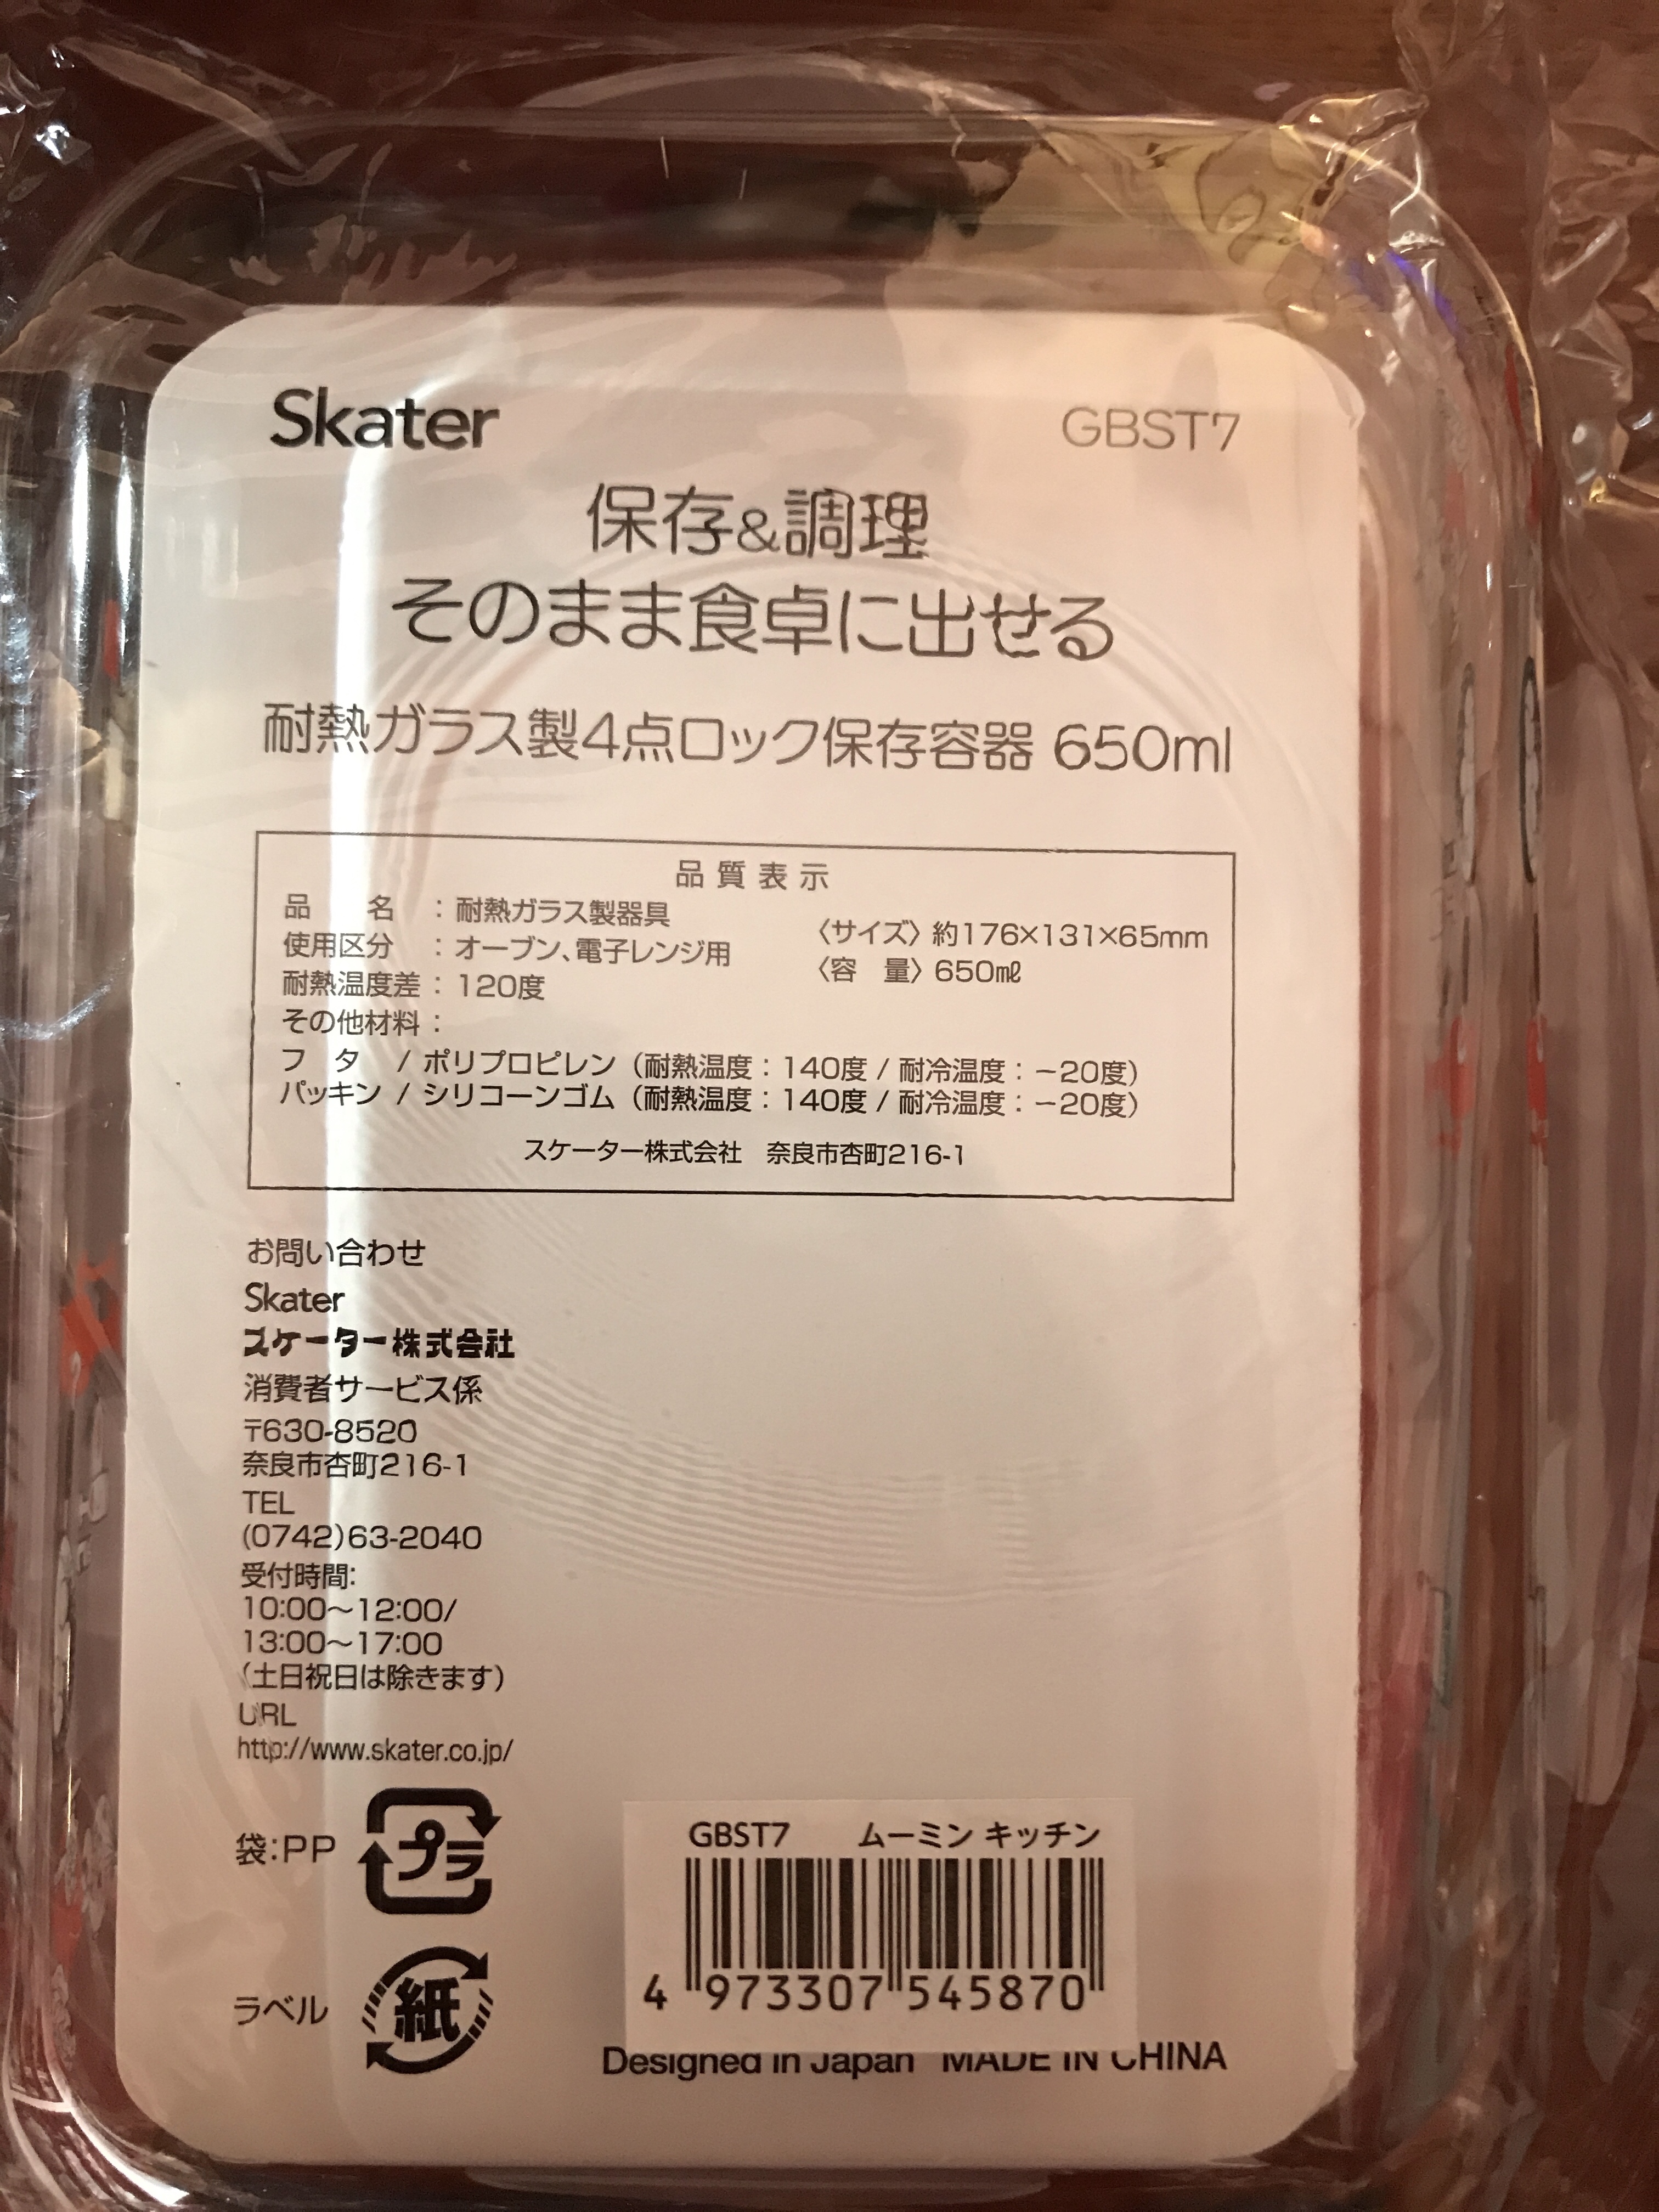 Skater GBST7
保存&調理
そのまま食卓に出せる
耐熱ガラス製4点ロック保存容器 650ml
品質表示
品 名 : 耐熱ガラス製器具
使用区分 : オーブン、電子レンジ用
耐熱温度差 : 120度
〈サイズ〉約176×131×65mm
〈容 量〉650㎖
その他材料 :
フ タ / ポリプロピレン (耐熱温度 : 140度 / 耐冷温度 : −20度)
パッキン / シリコーンゴム (耐熱温度 : 140度 / 耐冷温度 : −20度)
スケーター株式会社 奈良市杏町216-1
お問い合わせ
Skater
スケーター株式会社
消費者サービス係
〒630-8520
奈良市杏町216-1
TEL
(0742)63-2040
受付時間:
10:00〜12:00/
13:00〜17:00
(土日祝日は除きます)
URL
http://www.skater.co.jp/
袋:PP プラ
ラベル 紙
GBST7 ムーミン キッチン
4 973307 545870
Designed in Japan MADE IN CHINA